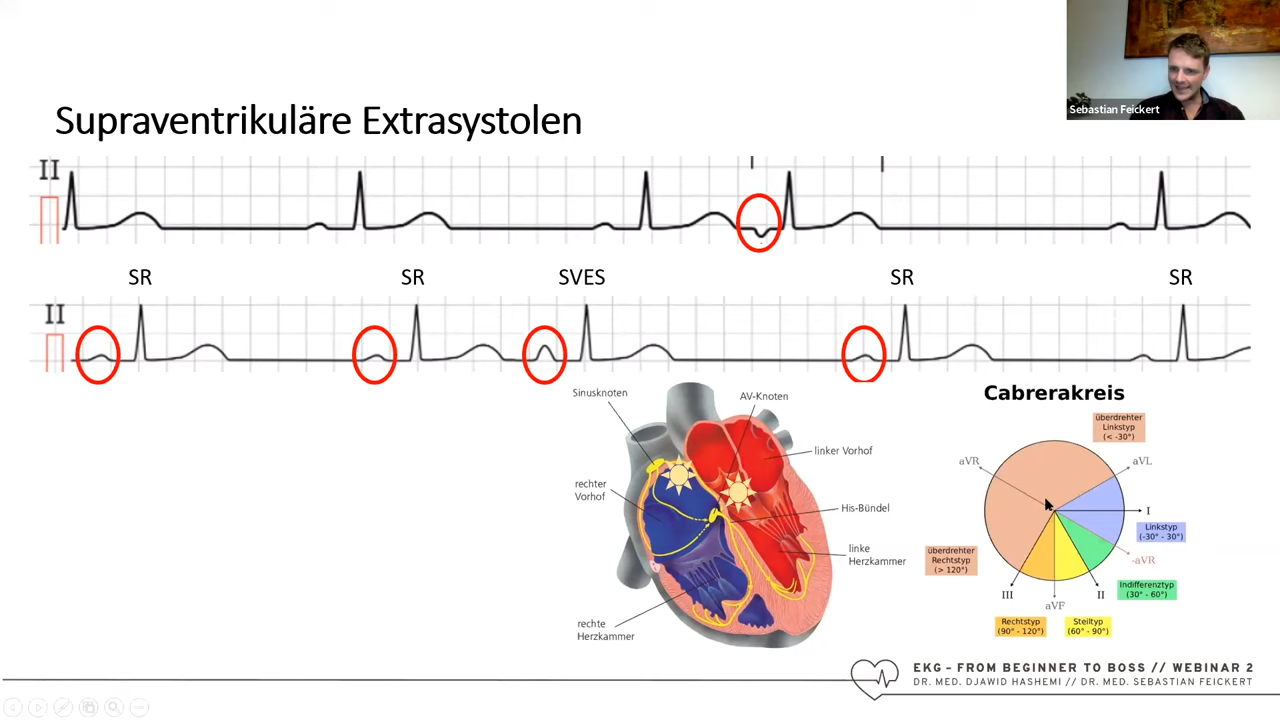 Sebastian Feickert
Supraventrikuläre Extrasystolen
II
SR
SR
SVES
SR
SR
II
Sinusknoten
AV-Knoten
linker Vorhof
rechter
Vorhof
His-Bündel
linke
Herzkammer
rechte
Herzkammer
Cabrerakreis
überdrehter
Linkstyp
(< -30°)
aVR
aVL
I
Linkstyp
(-30° - 30°)
-aVR
überdrehter
Rechtstyp
(> 120°)
Indifferenztyp
(30° - 60°)
III
aVF
II
Rechtstyp
(90° - 120°)
Steiltyp
(60° - 90°)
EKG – FROM BEGINNER TO BOSS // WEBINAR 2
DR. MED. DJAWID HASHEMI // DR. MED. SEBASTIAN FEICKERT